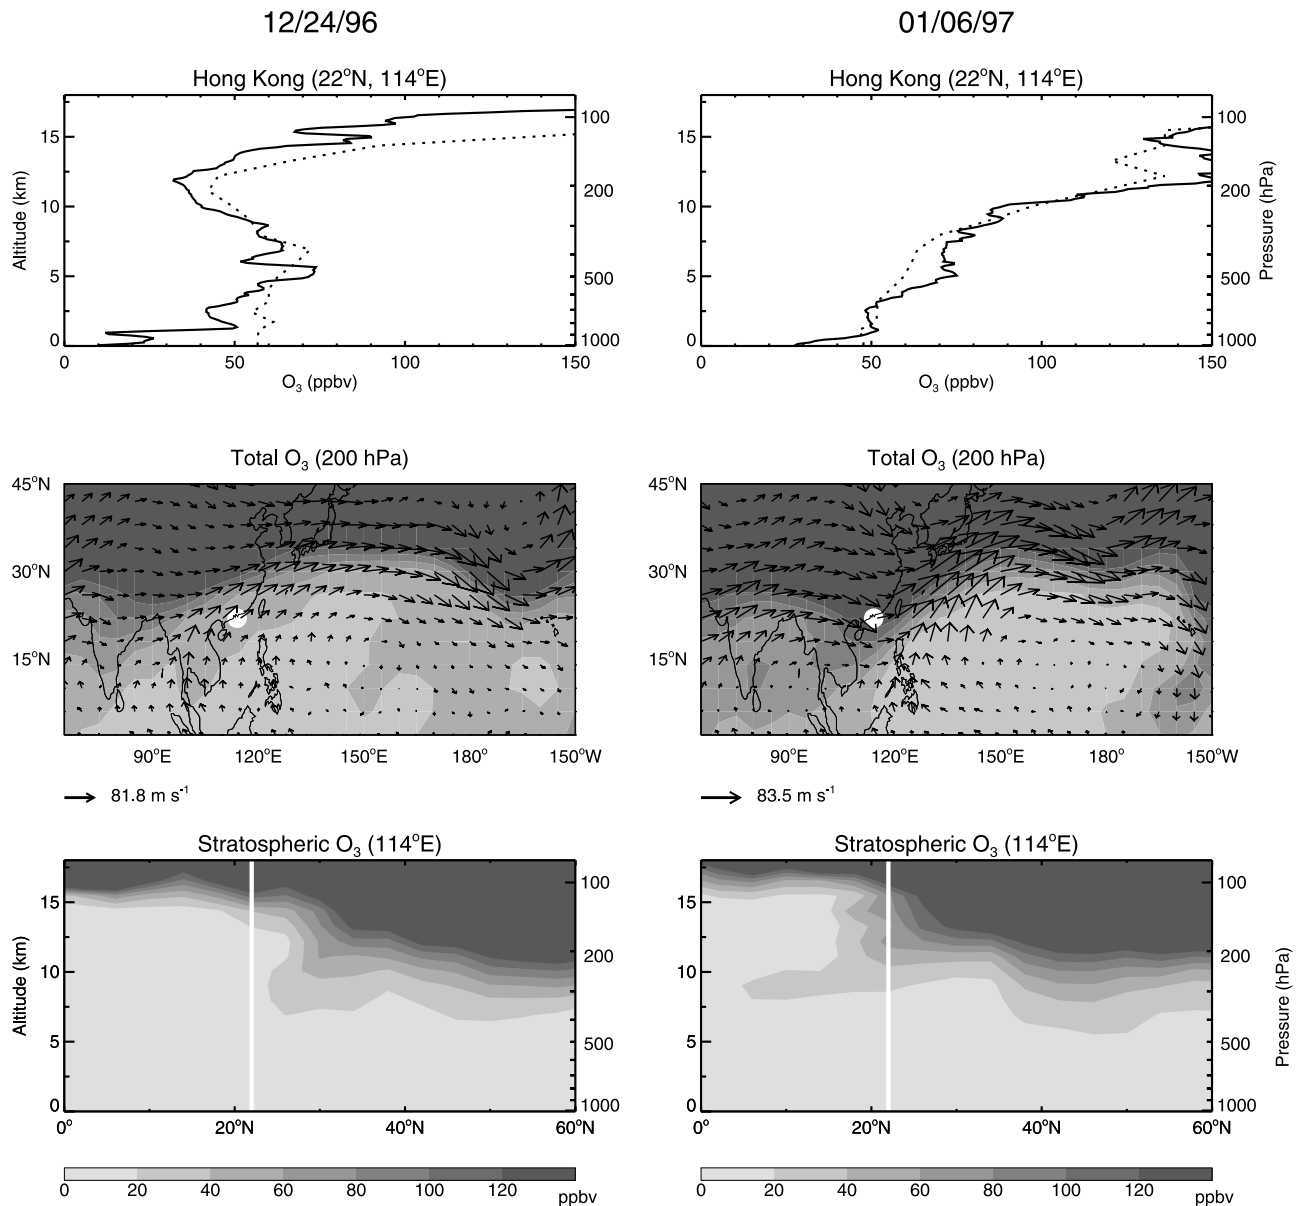 12/24/96 01/06/97
Hong Kong (22°N, 114°E) Hong Kong (22°N, 114°E)
15 100 15 100
200 200
10 10
5 500 5 500
0 1000 0 1000
Altitude (km) Pressure (hPa)
0 50 100 150 0 50 100 150
O₃ (ppbv) O₃ (ppbv)
Total O₃ (200 hPa) Total O₃ (200 hPa)
45°N 45°N
30°N 30°N
15°N 15°N
90°E 120°E 150°E 180° 150°W 90°E 120°E 150°E 180° 150°W
81.8 m s⁻¹ 83.5 m s⁻¹
Stratospheric O₃ (114°E) Stratospheric O₃ (114°E)
15 100 15 100
200 200
10 10
5 500 5 500
0 1000 0 1000
Altitude (km) Pressure (hPa)
0° 20°N 40°N 60°N 0° 20°N 40°N 60°N
0 20 40 60 80 100 120 ppbv 0 20 40 60 80 100 120 ppbv